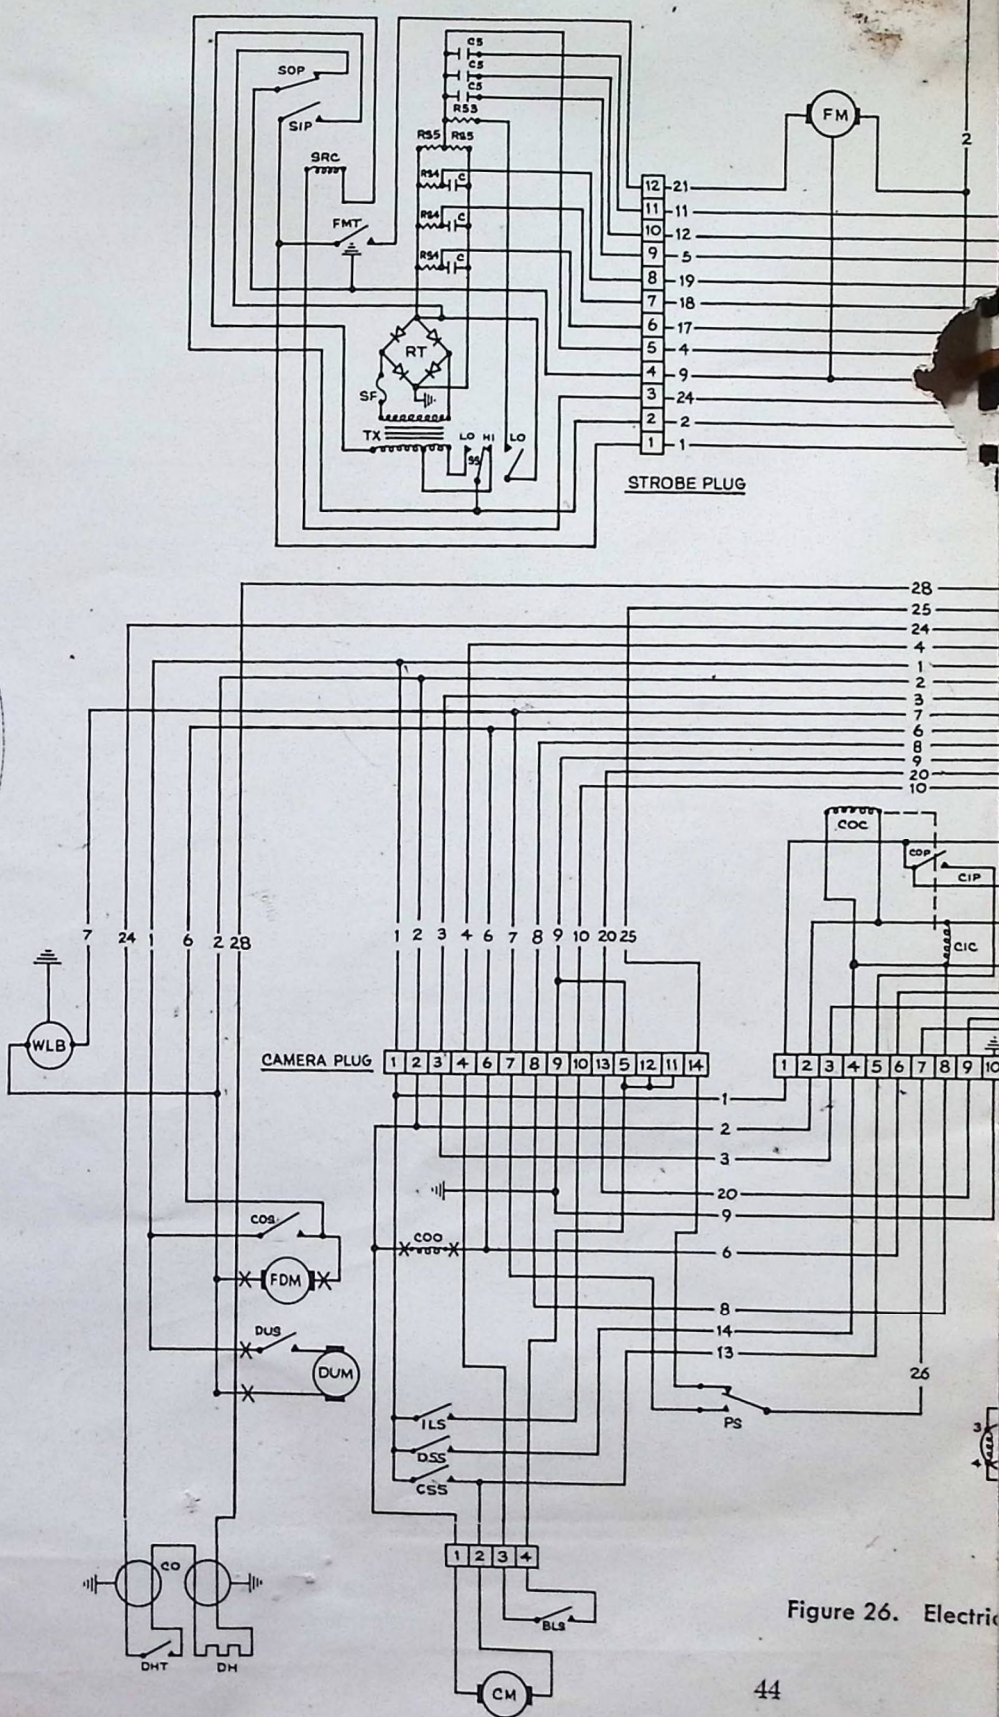 C5
SOP
C5
C5
SIP
RS3
FM
RS5 RS5
2
SRC
RS4 C
12 21
FMT
RS4 C
11 11
10 12
RS4 C
9 5
8 19
7 18
6 17
RT
5 4
4 9
SF
3 24
TX LO HI LO
SS
2 2
1 1
STROBE PLUG
28
25
24
4
1
2
3
7
6
8
9
20
10
COC
COP
CIP
7 24 1 6 2 28 1 2 3 4 6 7 8 9 10 20 25
CIC
WLB
CAMERA PLUG 1 2 3 4 6 7 8 9 10 13 5 12 11 14
1 2 3 4 5 6 7 8 9 10
1
2
3
20
9
COS
COO
6
FDM
8
DUS
14
13
DUM
26
ILS
PS
3
DSS
4
CSS
1 2 3 4
CO
Figure 26. Electric
BLS
DHT DH
CM
44